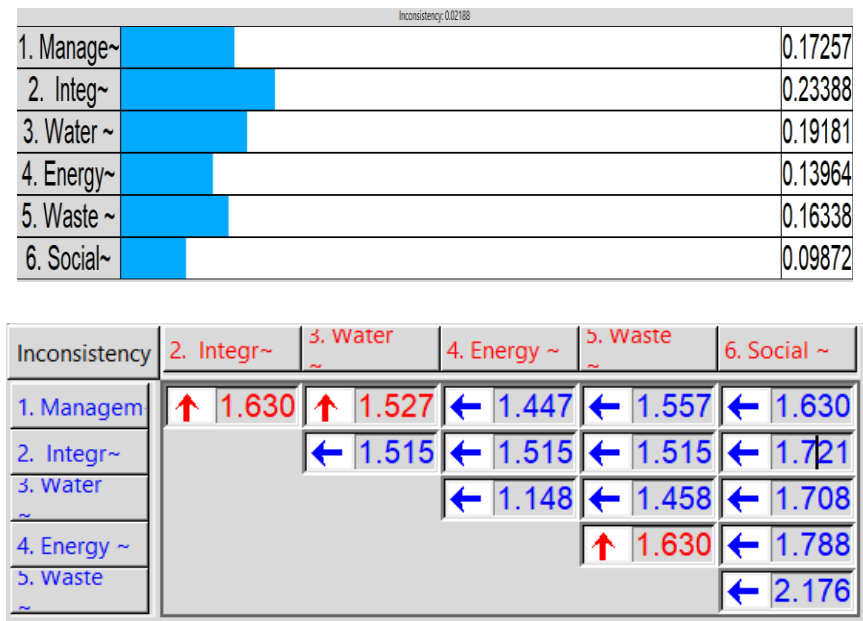 Inconsistency: 0.02188
1. Manage~ 0.17257
2. Integ~ 0.23388
3. Water ~ 0.19181
4. Energy~ 0.13964
5. Waste ~ 0.16338
6. Social~ 0.09872
Inconsistency 2. Integr~ 3. Water ~ 4. Energy ~ 5. Waste ~ 6. Social ~
1. Managem 1.630 1.527 1.447 1.557 1.630
2. Integr~ 1.515 1.515 1.515 1.721
3. Water ~ 1.148 1.458 1.708
4. Energy ~ 1.630 1.788
5. Waste ~ 2.176